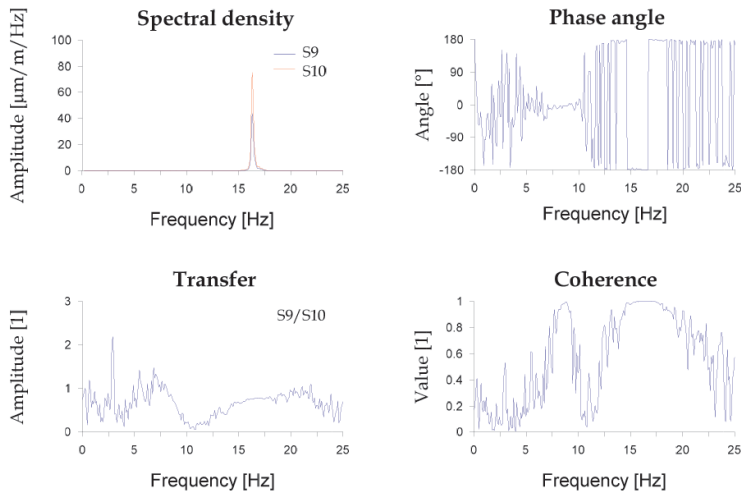 Spectral density
Amplitude [μm/m/Hz]
100
80
60
40
20
0
S9
S10
0 5 10 15 20 25
Frequency [Hz]
Phase angle
Angle [°]
180
90
0
-90
-180
0 5 10 15 20 25
Frequency [Hz]
Transfer
Amplitude [1]
3
2
1
0
S9/S10
0 5 10 15 20 25
Frequency [Hz]
Coherence
Value [1]
1
0.8
0.6
0.4
0.2
0
0 5 10 15 20 25
Frequency [Hz]